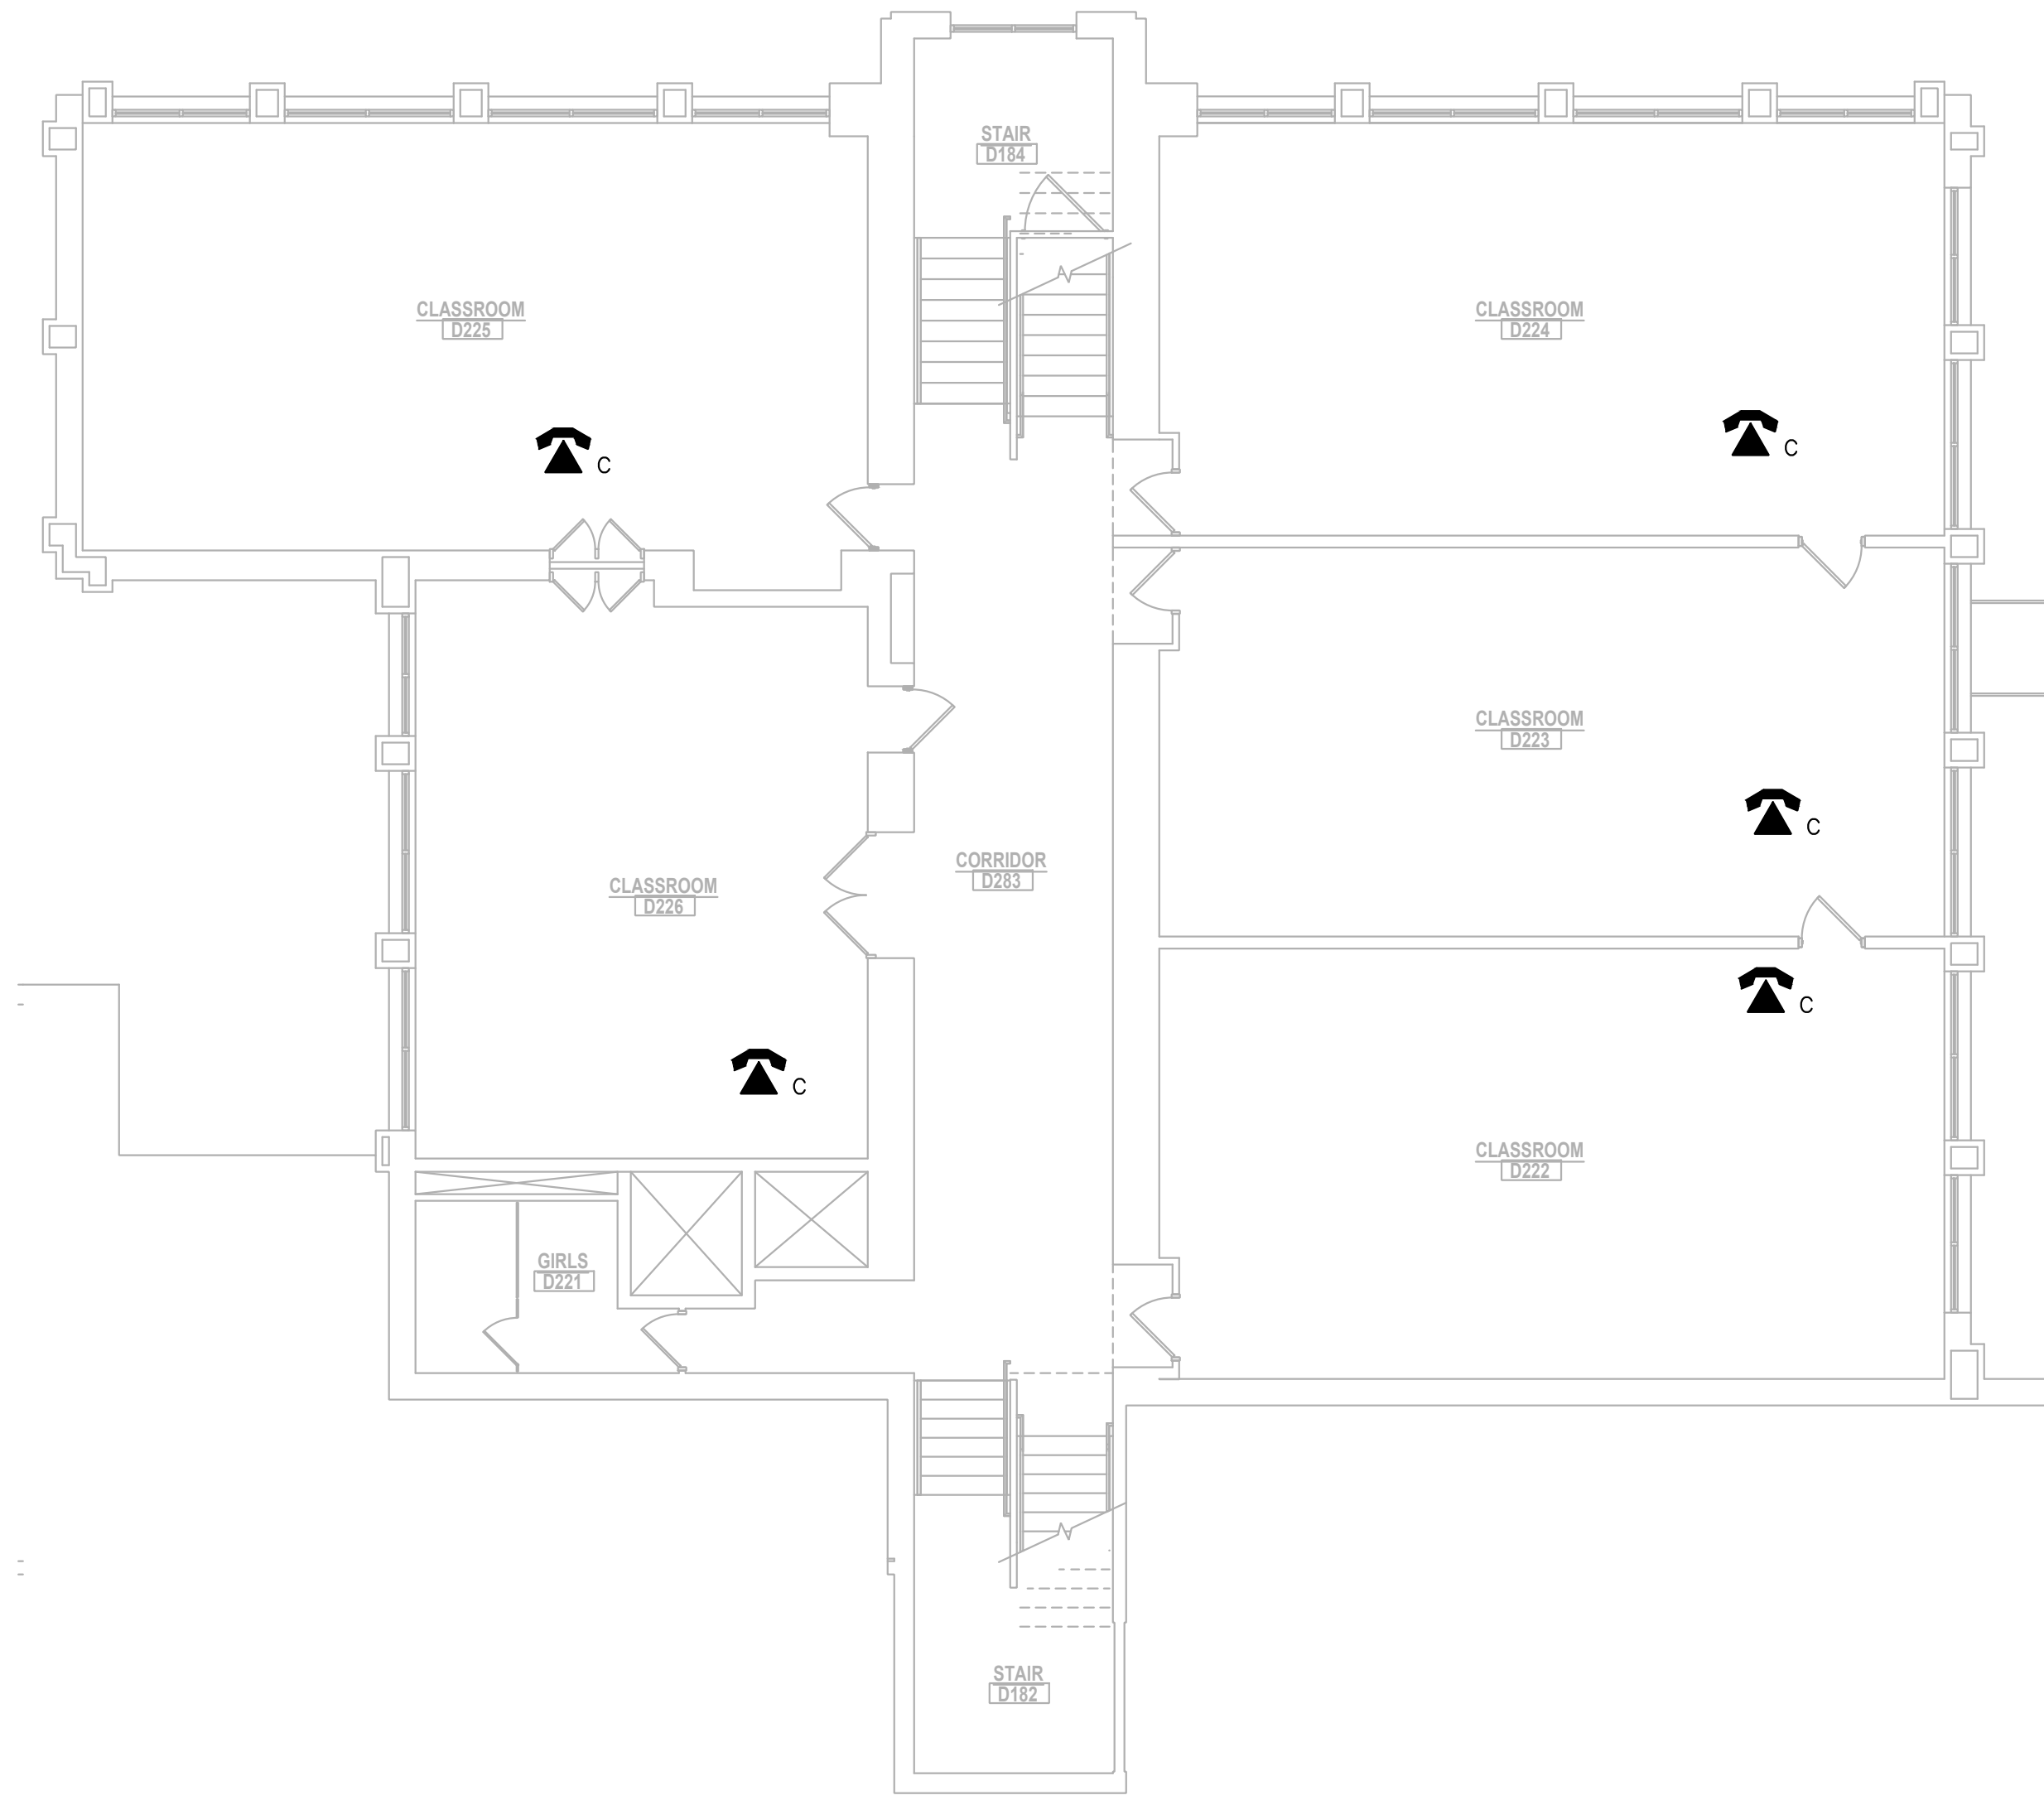 STAIR
D184
CLASSROOM
D225
CLASSROOM
D224
C
C
CLASSROOM
D223
C
CORRIDOR
D283
CLASSROOM
D226
C
C
CLASSROOM
D222
GIRLS
D221
STAIR
D182